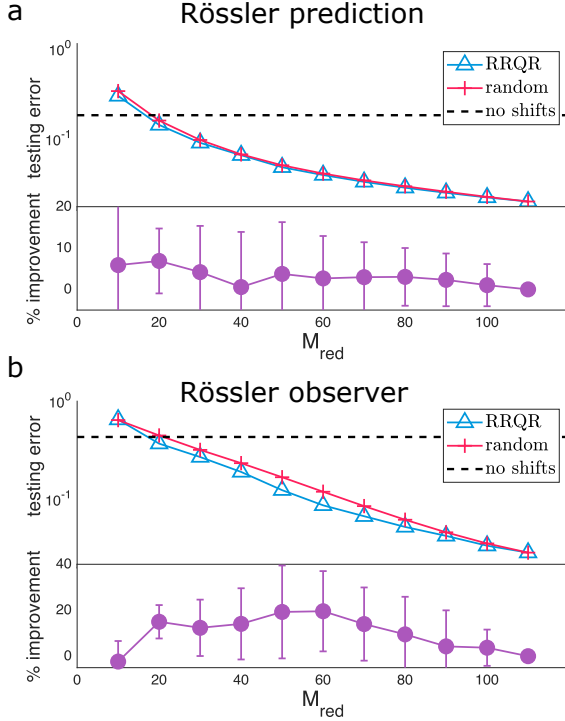 a
Rössler prediction
10^0
10^-1
testing error
RRQR
random
no shifts
20
10
0
% improvement
0
20
40
60
80
100
M_red
b
Rössler observer
10^0
10^-1
testing error
RRQR
random
no shifts
40
20
0
% improvement
0
20
40
60
80
100
M_red